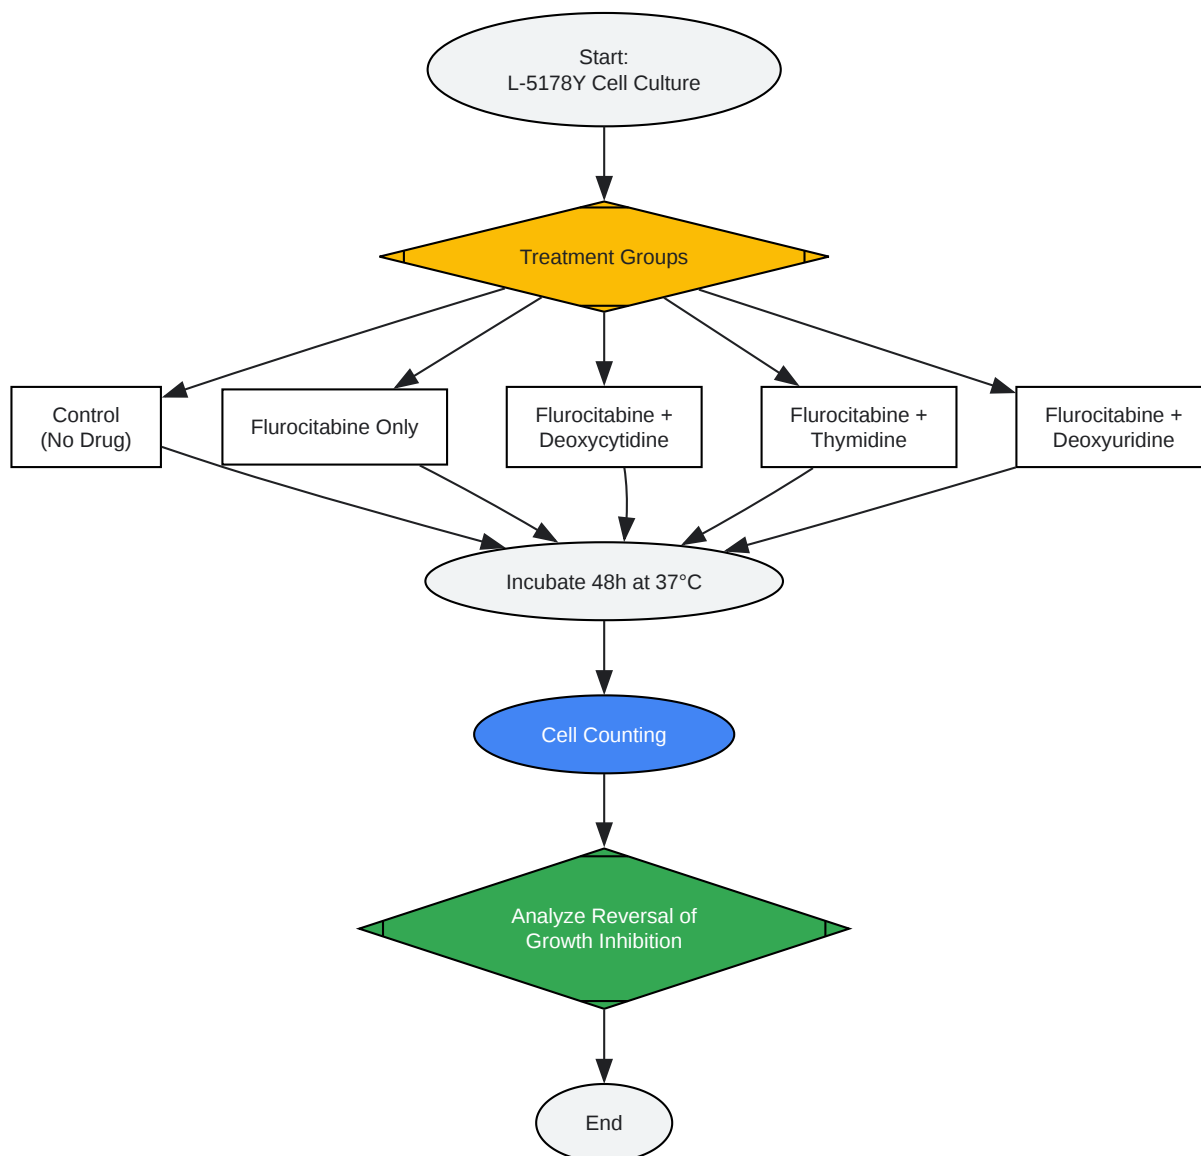 Start:
L-5178Y Cell Culture
Treatment Groups
Control
(No Drug)
Flurocitabine Only
Flurocitabine +
Deoxycytidine
Flurocitabine +
Thymidine
Flurocitabine +
Deoxyuridine
Incubate 48h at 37°C
Cell Counting
Analyze Reversal of
Growth Inhibition
End